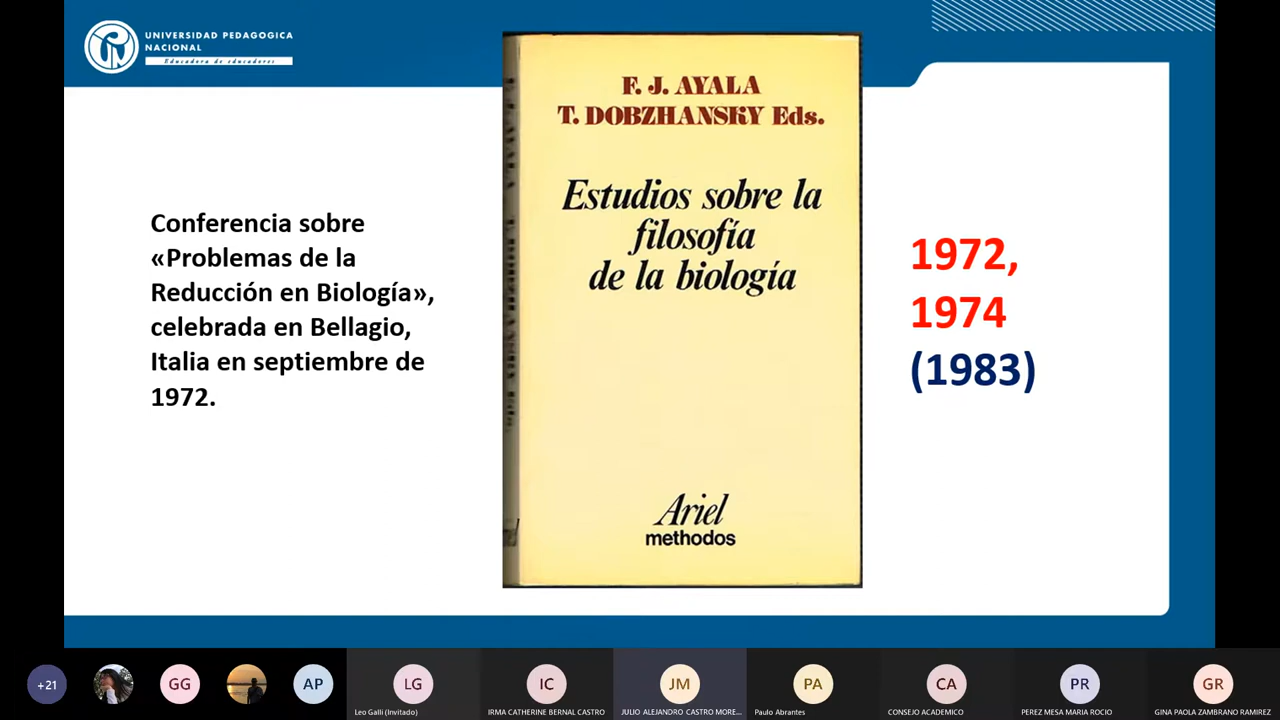 UNIVERSIDAD PEDAGOGICA
NACIONAL
Educadora de educadores
F. J. AYALA
T. DOBZHANSKY Eds.
Estudios sobre la
filosofía
de la biología
Ariel
methodos
Conferencia sobre
«Problemas de la
Reducción en Biología»,
celebrada en Bellagio,
Italia en septiembre de
1972.
1972,
1974
(1983)
+21
GG
AP
LG
Leo Galli (Invitado)
IC
IRMA CATHERINE BERNAL CASTRO
JM
JULIO ALEJANDRO CASTRO MORE...
PA
Paulo Abrantes
CA
CONSEJO ACADEMICO
PR
PEREZ MESA MARIA ROCIO
GR
GINA PAOLA ZAMBRANO RAMIREZ